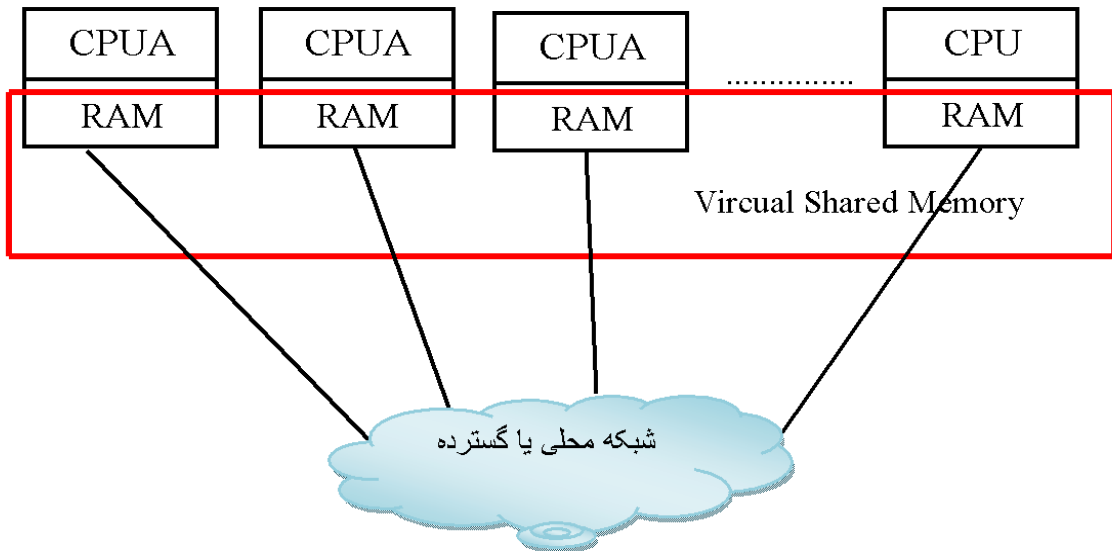 CPUA
CPUA
CPUA
...............
CPU
RAM
RAM
RAM
RAM
Vircual Shared Memory
شبکه محلی یا گسترده